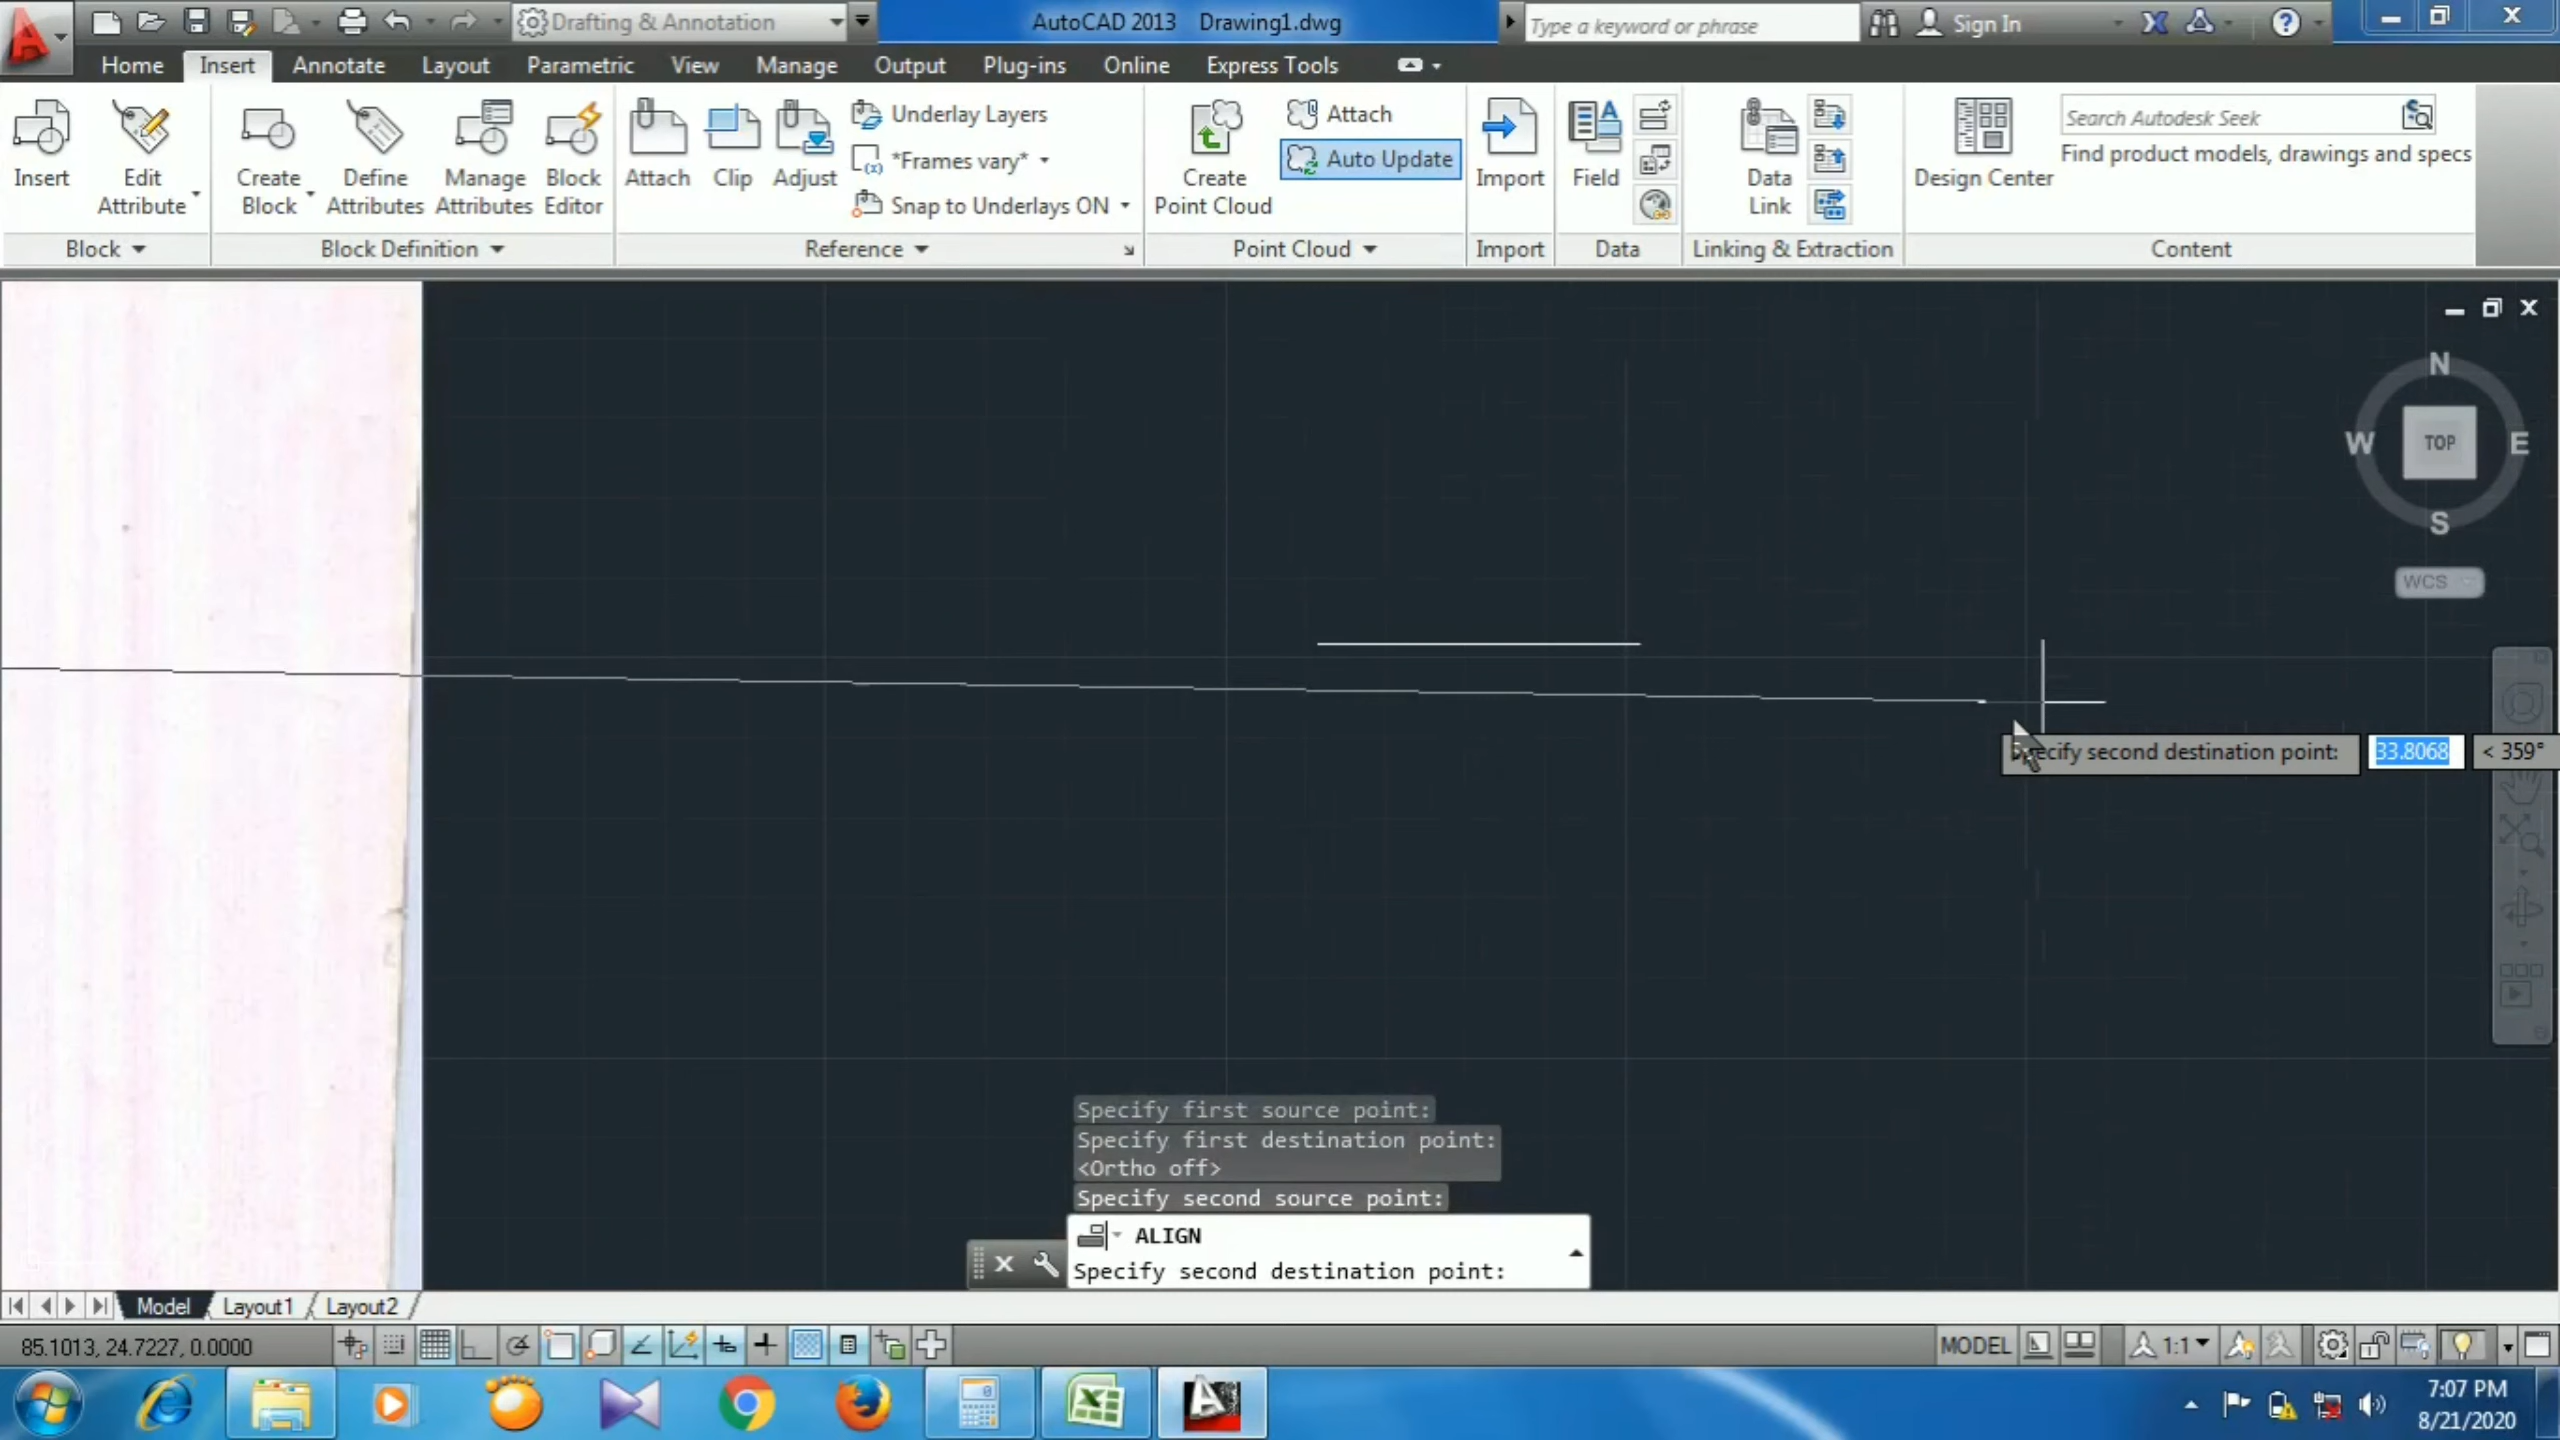 Drafting & Annotation
AutoCAD 2013 Drawing1.dwg
Type a keyword or phrase
Sign In
Home Insert Annotate Layout Parametric View Manage Output Plug-ins Online Express Tools
Insert
Edit Attribute
Create Block
Define Attributes
Manage Attributes
Block Editor
Attach
Clip
Adjust
Underlay Layers
*Frames vary*
Snap to Underlays ON
Create Point Cloud
Attach
Auto Update
Import
Field
Data Link
Design Center
Search Autodesk Seek
Find product models, drawings and specs
Block Block Definition Reference Point Cloud Import Data Linking & Extraction Content
N
W TOP E
S
WCS
second destination point: 33.8068 < 359°
Specify first source point:
Specify first destination point:
<Ortho off>
Specify second source point:
ALIGN
Specify second destination point:
Model Layout1 Layout2
85.1013, 24.7227, 0.0000
MODEL 1:1
7:07 PM
8/21/2020